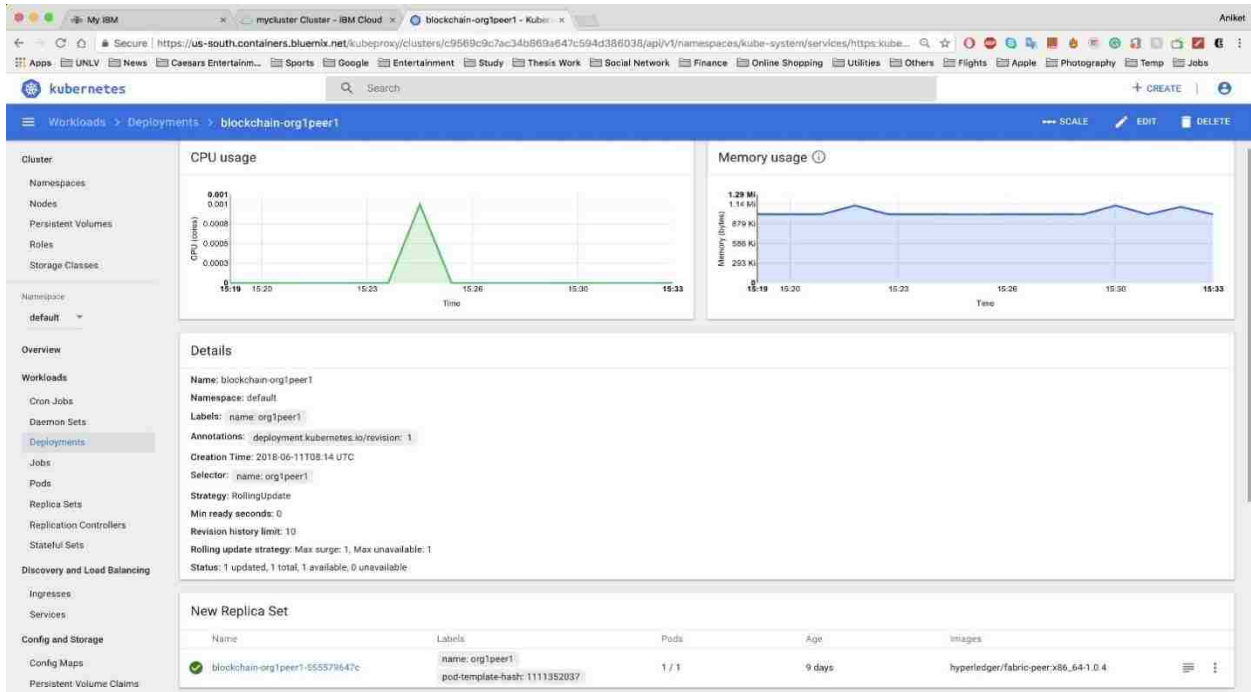 My IBM
mycluster Cluster - IBM Cloud
blockchain-org1peer1 - Kuber
Aniket
Secure https://us-south.containers.bluemix.net/kubeproxy/clusters/c9569c9c7ac34b869a647c594d386038/api/v1/namespaces/kube-system/services/https:kube...
Apps UNLV News Caesars Entertainm... Sports Google Entertainment Study Thesis Work Social Network Finance Online Shopping Utilities Others Flights Apple Photography Temp Jobs
kubernetes
Search
+ CREATE
Workloads > Deployments > blockchain-org1peer1
SCALE EDIT DELETE
Cluster
Namespaces
Nodes
Persistent Volumes
Roles
Storage Classes
Namespace
default
Overview
Workloads
Cron Jobs
Daemon Sets
Deployments
Jobs
Pods
Replica Sets
Replication Controllers
Stateful Sets
Discovery and Load Balancing
Ingresses
Services
Config and Storage
Config Maps
Persistent Volume Claims
CPU usage
CPU (cores)
0.001
0.001
0.0008
0.0005
0.0003
0
15:19 15:20 15:23 15:26 15:30 15:33
Time
Memory usage
Memory (bytes)
1.29 Mi
1.14 Mi
879 Ki
586 Ki
293 Ki
0
15:19 15:20 15:23 15:26 15:30 15:33
Time
Details
Name: blockchain-org1peer1
Namespace: default
Labels: name: org1peer1
Annotations: deployment.kubernetes.io/revision: 1
Creation Time: 2018-06-11T08:14 UTC
Selector: name: org1peer1
Strategy: RollingUpdate
Min ready seconds: 0
Revision history limit: 10
Rolling update strategy: Max surge: 1, Max unavailable: 1
Status: 1 updated, 1 total, 1 available, 0 unavailable
New Replica Set
Name Labels Pods Age Images
blockchain-org1peer1-555579647c
name: org1peer1
pod-template-hash: 1111352037
1 / 1
9 days
hyperledger/fabric-peer:x86_64-1.0.4